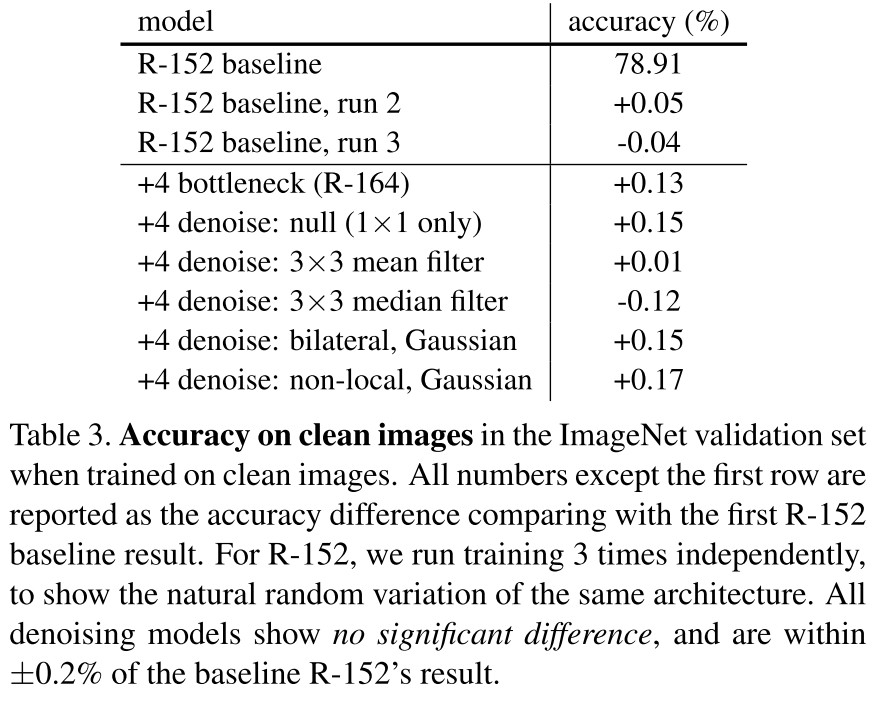 model accuracy (%)
R-152 baseline 78.91
R-152 baseline, run 2 +0.05
R-152 baseline, run 3 -0.04
+4 bottleneck (R-164) +0.13
+4 denoise: null (1×1 only) +0.15
+4 denoise: 3×3 mean filter +0.01
+4 denoise: 3×3 median filter -0.12
+4 denoise: bilateral, Gaussian +0.15
+4 denoise: non-local, Gaussian +0.17
Table 3. Accuracy on clean images in the ImageNet validation set
when trained on clean images. All numbers except the first row are
reported as the accuracy difference comparing with the first R-152
baseline result. For R-152, we run training 3 times independently,
to show the natural random variation of the same architecture. All
denoising models show no significant difference, and are within
±0.2% of the baseline R-152's result.